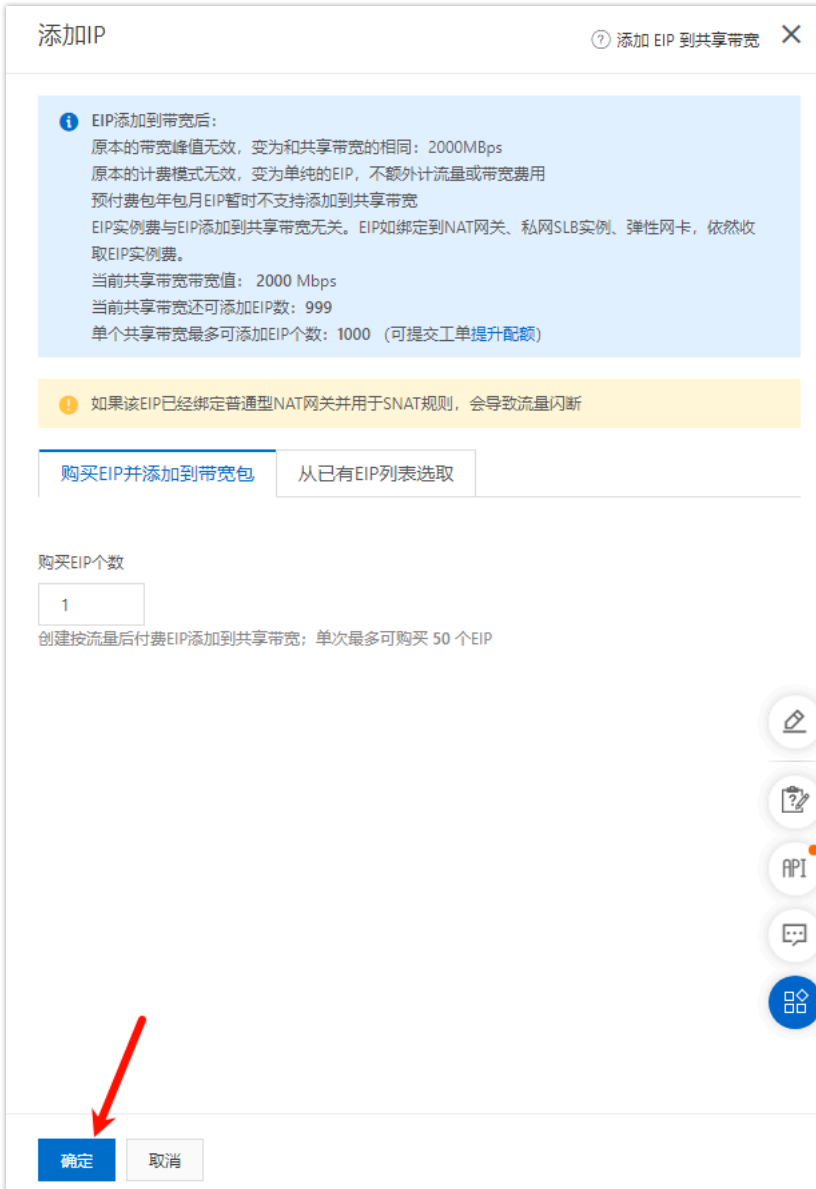 添加IP
添加 EIP 到共享带宽
EIP添加到带宽后：
原本的带宽峰值无效，变为和共享带宽的相同：2000MBps
原本的计费模式无效，变为单纯的EIP，不额外计流量或带宽费用
预付费包年包月EIP暂时不支持添加到共享带宽
EIP实例费与EIP添加到共享带宽无关。EIP如绑定到NAT网关、私网SLB实例、弹性网卡，依然收
取EIP实例费。
当前共享带宽带宽值： 2000 Mbps
当前共享带宽还可添加EIP数：999
单个共享带宽最多可添加EIP个数：1000 （可提交工单提升配额）
如果该EIP已经绑定普通型NAT网关并用于SNAT规则，会导致流量闪断
购买EIP并添加到带宽包
从已有EIP列表选取
购买EIP个数
1
创建按流量后付费EIP添加到共享带宽；单次最多可购买 50 个EIP
API
确定
取消